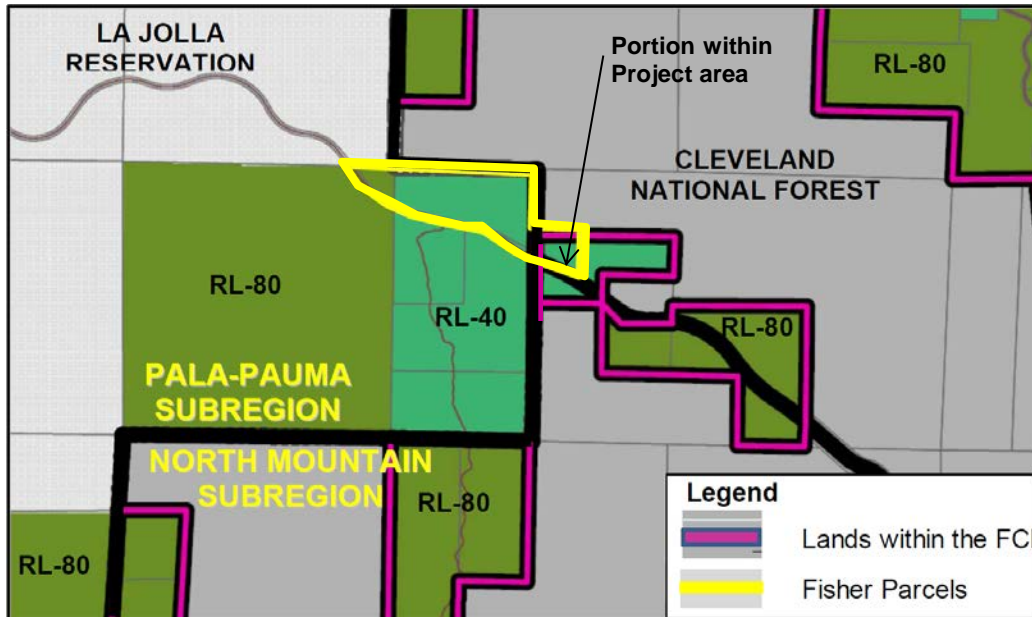 LA JOLLA
RESERVATION
Portion within
Project area
RL-80
CLEVELAND
NATIONAL FOREST
RL-80
RL-40
RL-80
PALA-PAUMA
SUBREGION
NORTH MOUNTAIN
SUBREGION
RL-80
RL-80
Legend
Lands within the FCI
Fisher Parcels